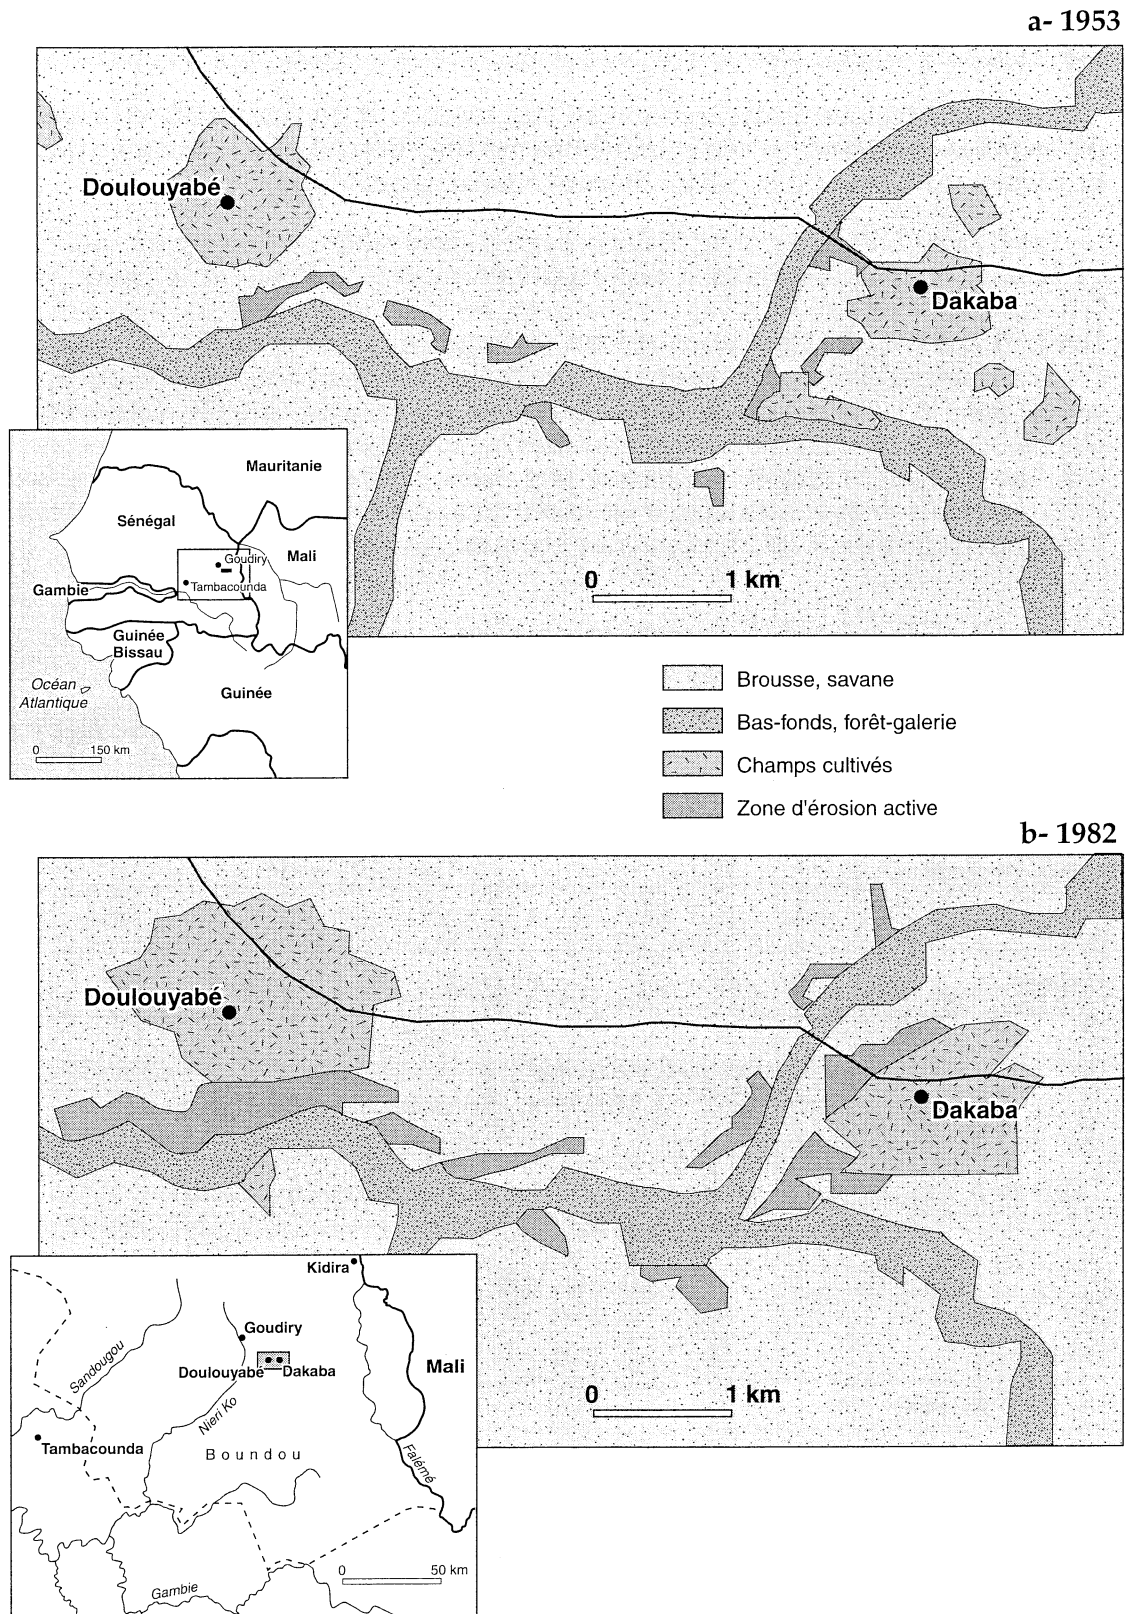 a- 1953
Doulouyabé
Dakaba
0 1 km
Mauritanie
Sénégal
Mali
Goudiry
Tambacounda
Gambie
Guinée
Bissau
Océan
Atlantique
Guinée
0 150 km
Brousse, savane
Bas-fonds, forêt-galerie
Champs cultivés
Zone d'érosion active
b- 1982
Doulouyabé
Dakaba
0 1 km
Kidira
Goudiry
Sandougou
Doulouyabé Dakaba
Mali
Nieri Ko
Tambacounda
Boundou
Falémé
0 50 km
Gambie